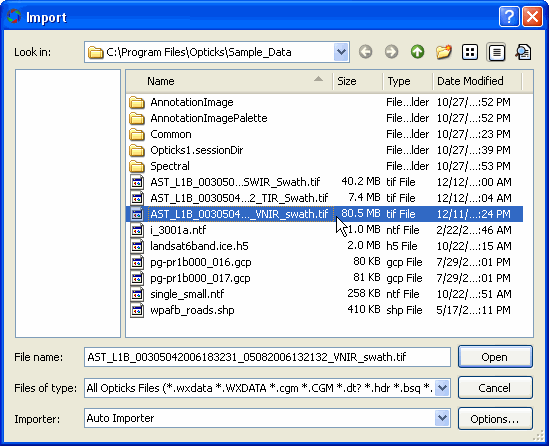 Import
Look in: C:\Program Files\Opticks\Sample_Data
Name Size Type Date Modified
AnnotationImage File...lder 10/27/...:52 PM
AnnotationImagePalette File...lder 10/27/...:52 PM
Common File...lder 10/27/...:23 PM
Opticks1.sessionDir File...lder 10/27/...:39 PM
Spectral File...lder 10/27/...:53 PM
AST_L1B_003050...SWIR_Swath.tif 40.2 MB tif File 12/12/...:00 AM
AST_L1B_0030504...2_TIR_Swath.tif 7.4 MB tif File 12/12/...:04 AM
AST_L1B_0030504..._VNIR_swath.tif 80.5 MB tif File 12/11/...:24 PM
i_3001a.ntf 1.0 MB ntf File 2/22/2...:46 AM
landsat6band.ice.h5 2.0 MB h5 File 10/22/...:15 AM
pg-pr1b000_016.gcp 80 KB gcp File 7/29/2...:01 PM
pg-pr1b000_017.gcp 81 KB gcp File 7/29/2...:01 PM
single_small.ntf 258 KB ntf File 10/22/...:51 AM
wpafb_roads.shp 410 KB shp File 5/17/2...:11 PM
File name: AST_L1B_00305042006183231_05082006132132_VNIR_swath.tif Open
Files of type: All Opticks Files (*.wxdata *.WXDATA *.cgm *.CGM *.dt? *.hdr *.bsq *. Cancel
Importer: Auto Importer Options...